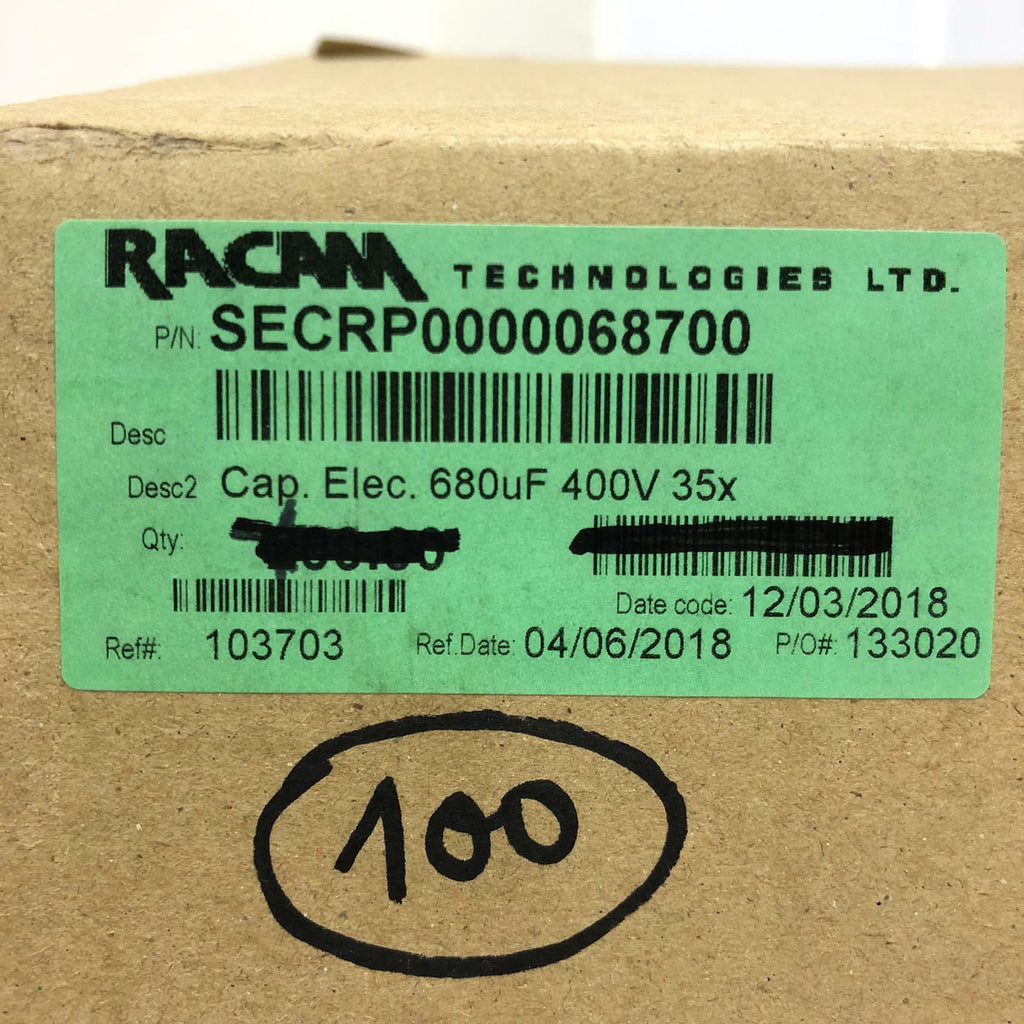 RACAM TECHNOLOGIES LTD.
P/N: SECRP0000068700
Desc
Desc2 Cap. Elec. 680uF 400V 35x
Qty:
Date code: 12/03/2018
Ref#: 103703 Ref.Date: 04/06/2018 P/O#: 133020
100